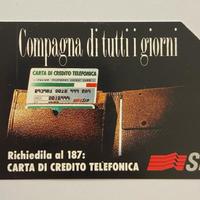 Compagna di tutti i giorni
CARTA DI CREDITO TELEFONICA
Richiedila al 187:
CARTA DI CREDITO TELEFONICA